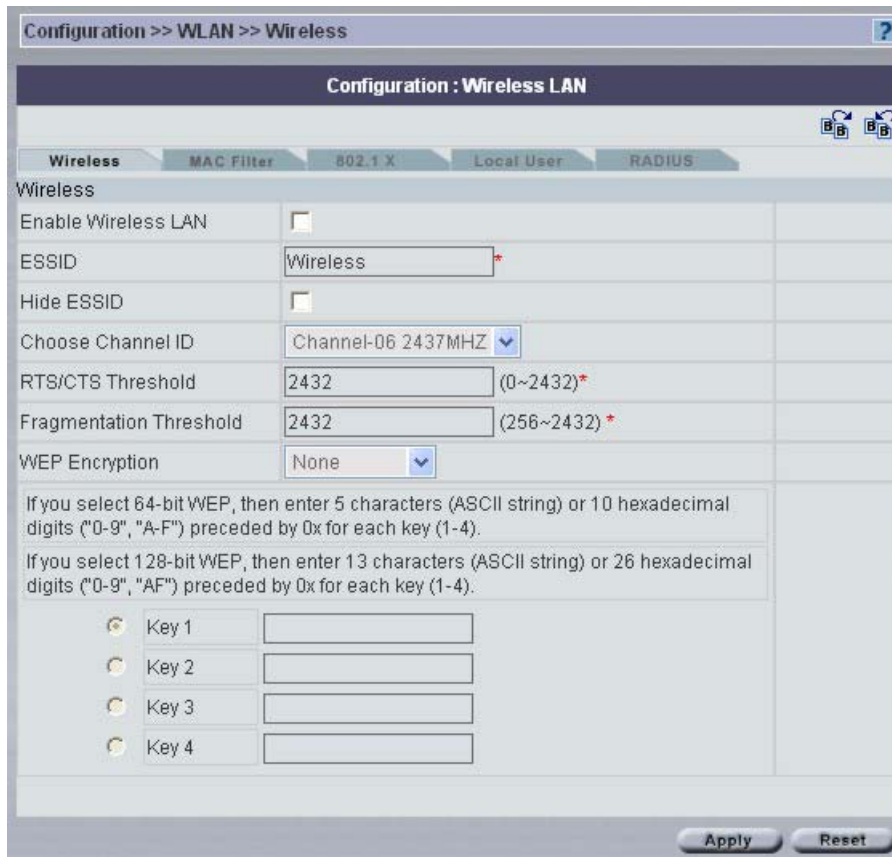 Configuration >> WLAN >> Wireless
?
Configuration : Wireless LAN
B B B B
Wireless MAC Filter 802.1 X Local User RADIUS
Wireless
Enable Wireless LAN
ESSID Wireless *
Hide ESSID
Choose Channel ID Channel-06 2437MHZ
RTS/CTS Threshold 2432 (0~2432)*
Fragmentation Threshold 2432 (256~2432) *
WEP Encryption None
If you select 64-bit WEP, then enter 5 characters (ASCII string) or 10 hexadecimal
digits ("0-9", "A-F") preceded by 0x for each key (1-4).
If you select 128-bit WEP, then enter 13 characters (ASCII string) or 26 hexadecimal
digits ("0-9", "AF") preceded by 0x for each key (1-4).
Key 1
Key 2
Key 3
Key 4
Apply Reset